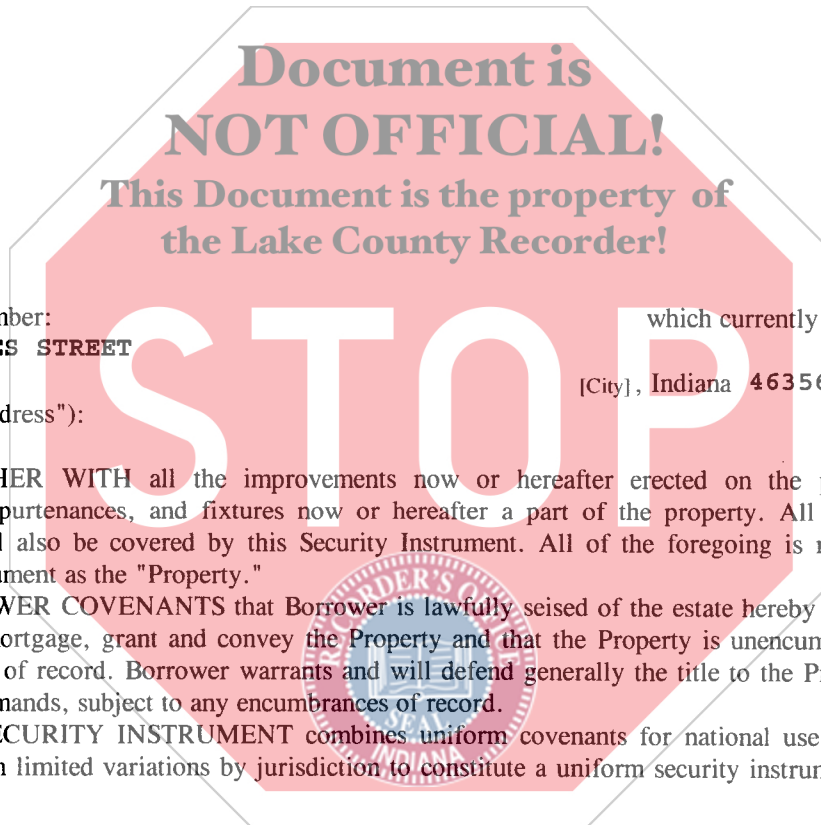 Document is
NOT OFFICIAL!
This Document is the property of
the Lake County Recorder!
STOP
mber: which currently
ES STREET
[City], Indiana 46356
dress"):
HER WITH all the improvements now or hereafter erected on the p
purtenances, and fixtures now or hereafter a part of the property. All
l also be covered by this Security Instrument. All of the foregoing is r
ument as the "Property."
WER COVENANTS that Borrower is lawfully seised of the estate hereby
ortgage, grant and convey the Property and that the Property is unencum
of record. Borrower warrants and will defend generally the title to the P
mands, subject to any encumbrances of record.
ECURITY INSTRUMENT combines uniform covenants for national use
n limited variations by jurisdiction to constitute a uniform security instrum
RECORDER'S OFFICE
SEAL
INDIANA